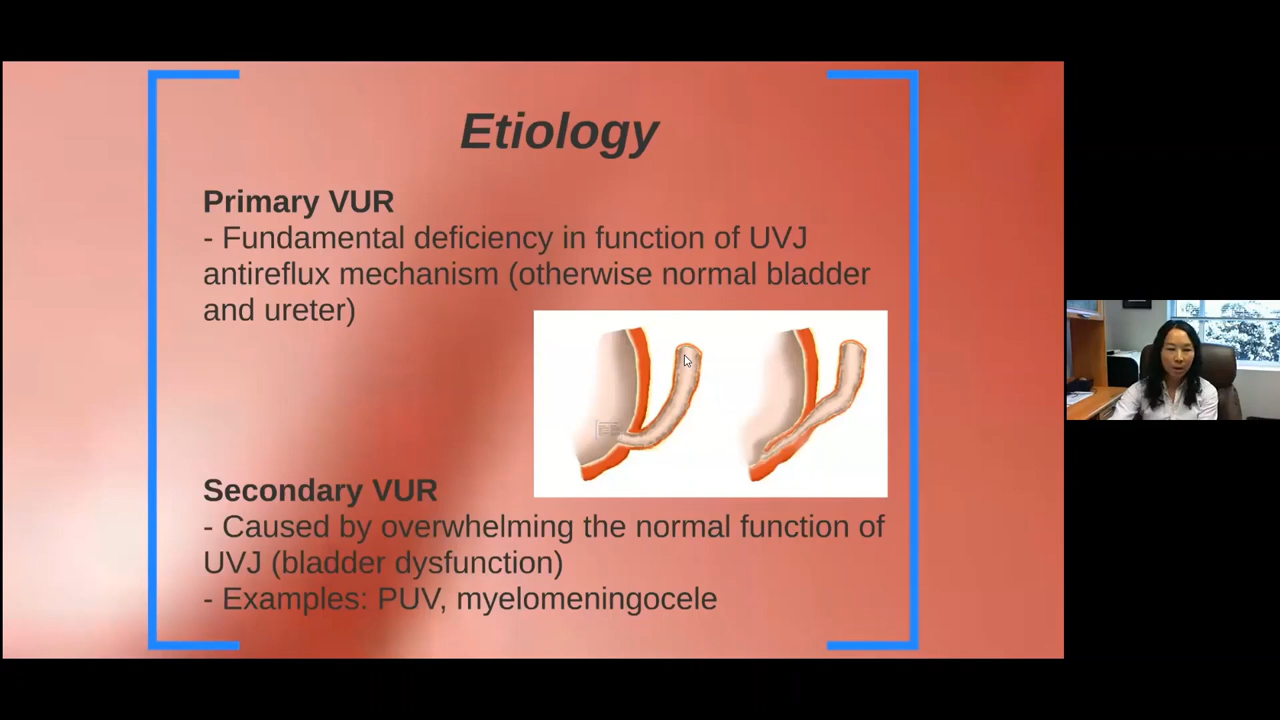 Etiology
Primary VUR
- Fundamental deficiency in function of UVJ
antireflux mechanism (otherwise normal bladder
and ureter)
Secondary VUR
- Caused by overwhelming the normal function of
UVJ (bladder dysfunction)
- Examples: PUV, myelomeningocele